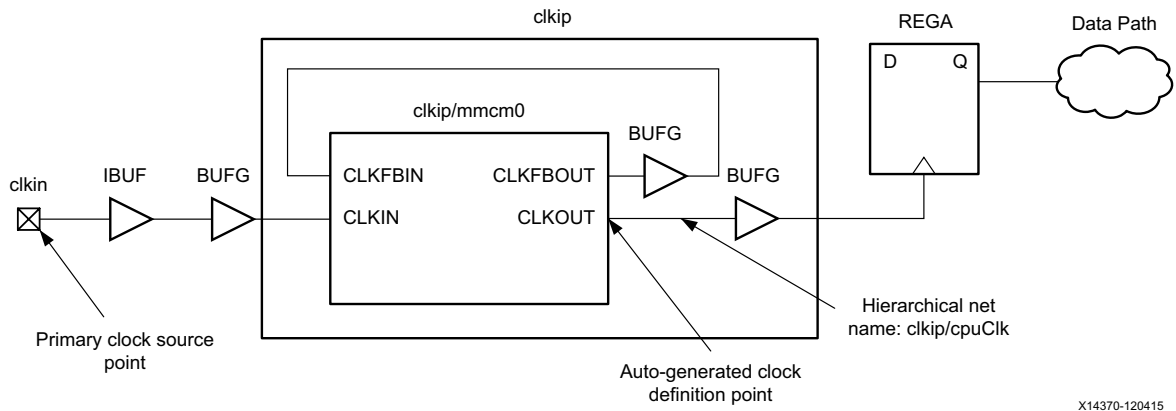 clkip
REGA
Data Path
D
Q
clkip/mmcm0
BUFG
clkin
IBUF
BUFG
CLKFBIN
CLKFBOUT
BUFG
CLKIN
CLKOUT
Primary clock source
point
Hierarchical net
name: clkip/cpuClk
Auto-generated clock
definition point
X14370-120415